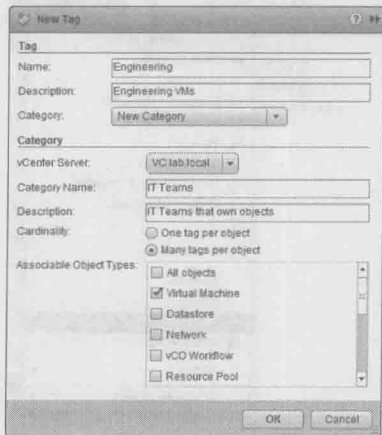 New Tag
Tag
Name: Engineering
Description: Engineering VMs
Category: New Category
Category
vCenter Server: VC.lab.local
Category Name: IT Teams
Description: IT Teams that own objects
Cardinality: One tag per object
Many tags per object
Associable Object Types: All objects
Virtual Machine
Datastore
Network
vCO Workflow
Resource Pool
OK Cancel